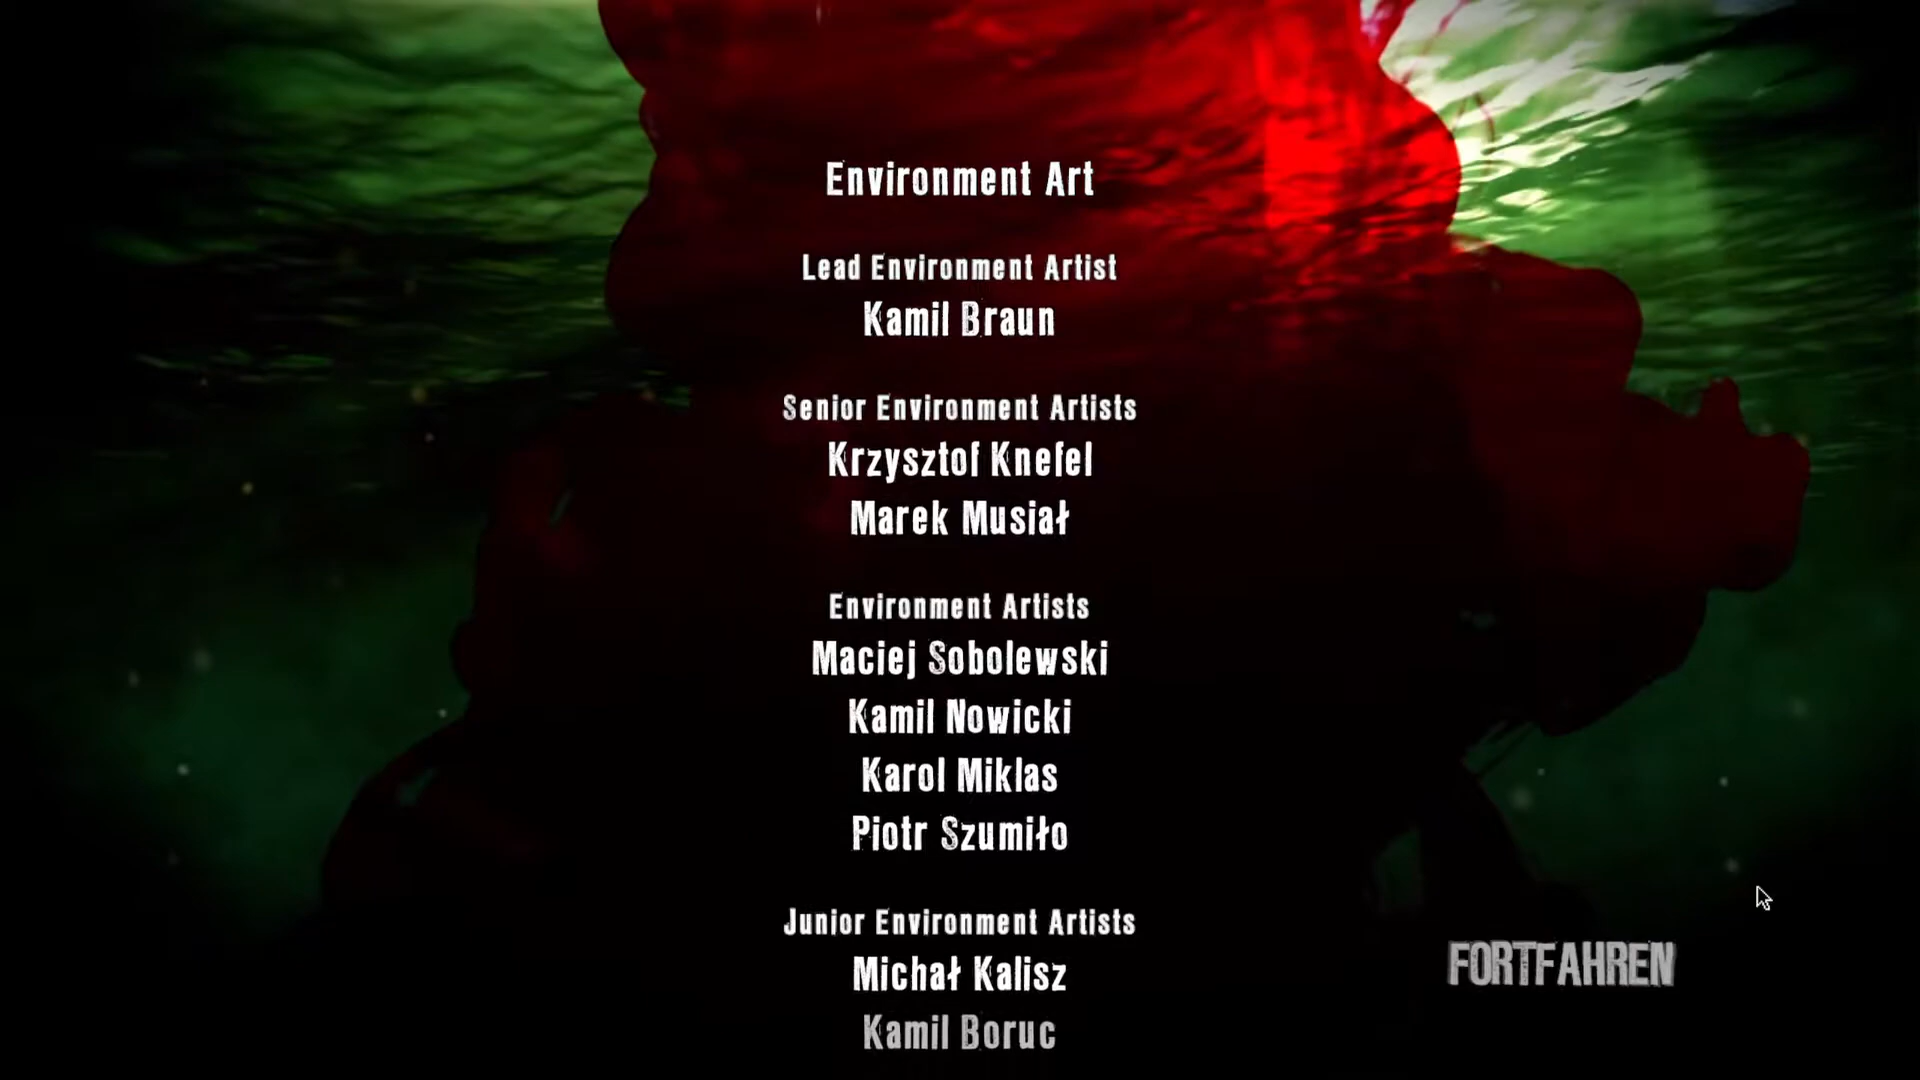 Environment Art
Lead Environment Artist
Kamil Braun
Senior Environment Artists
Krzysztof Knefel
Marek Musiał
Environment Artists
Maciej Sobolewski
Kamil Nowicki
Karol Miklas
Piotr Szumiło
Junior Environment Artists
Michał Kalisz
Kamil Boruc
FORTFAHREN